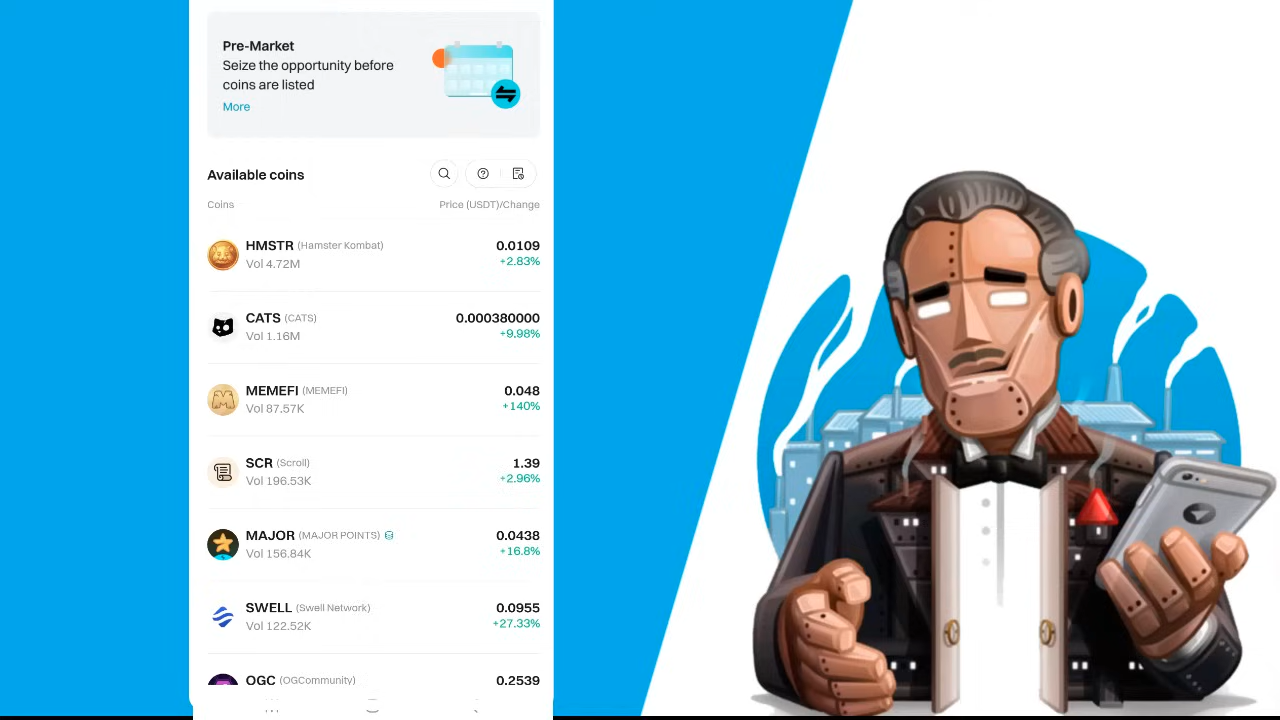 Pre-Market
Seize the opportunity before
coins are listed
More
Available coins
Coins
Price (USDT)/Change
HMSTR (Hamster Kombat)
0.0109
Vol 4.72M
+2.83%
CATS (CATS)
0.000380000
Vol 1.16M
+9.98%
MEMEFI (MEMEFI)
0.048
Vol 87.57K
+140%
SCR (Scroll)
1.39
Vol 196.53K
+2.96%
MAJOR (MAJOR POINTS)
0.0438
Vol 156.84K
+16.8%
SWELL (Swell Network)
0.0955
Vol 122.52K
+27.33%
OGC (OGCommunity)
0.2539